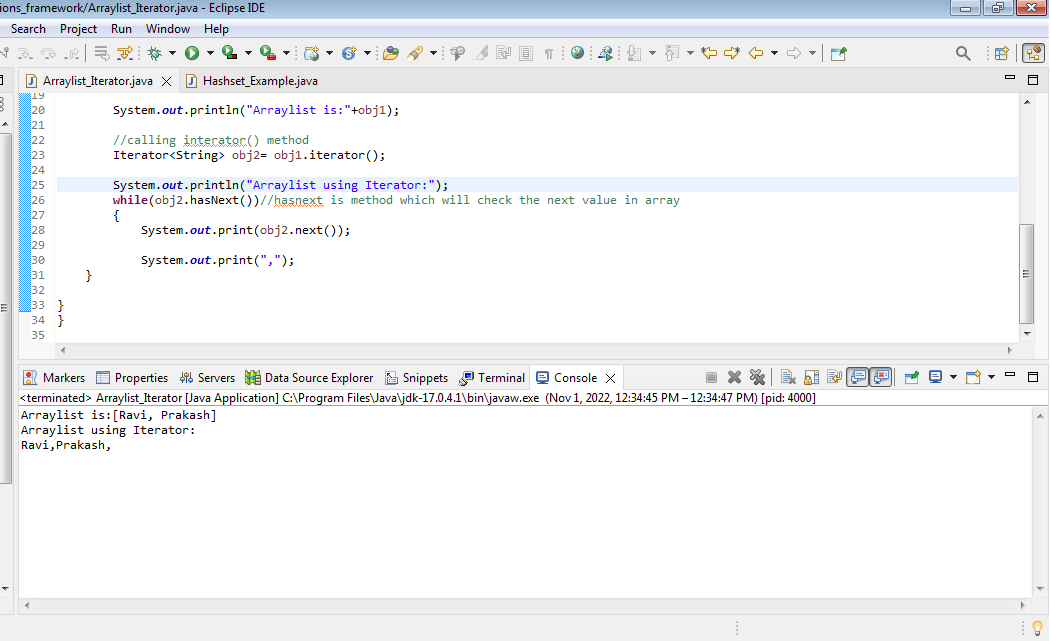 ions_framework/Arraylist_Iterator.java - Eclipse IDE
Search Project Run Window Help
Arraylist_Iterator.java Hashset_Example.java
19
20 System.out.println("Arraylist is:"+obj1);
21
22 //calling interator() method
23 Iterator<String> obj2= obj1.iterator();
24
25 System.out.println("Arraylist using Iterator:");
26 while(obj2.hasNext())//hasnext is method which will check the next value in array
27 {
28 System.out.print(obj2.next());
29
30 System.out.print(",");
31 }
32
33 }
34 }
35
Markers Properties Servers Data Source Explorer Snippets Terminal Console
<terminated> Arraylist_Iterator [Java Application] C:\Program Files\Java\jdk-17.0.4.1\bin\javaw.exe (Nov 1, 2022, 12:34:45 PM – 12:34:47 PM) [pid: 4000]
Arraylist is:[Ravi, Prakash]
Arraylist using Iterator:
Ravi,Prakash,